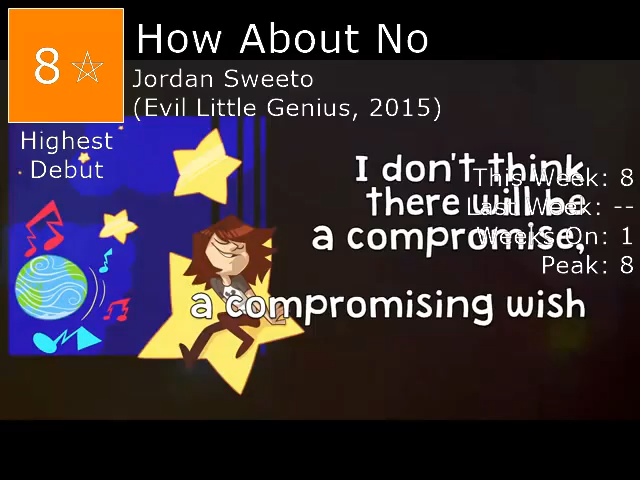 8☆
How About No
Jordan Sweeto
(Evil Little Genius, 2015)
Highest
Debut
I don't think
there will be
a compromise,
a compromising wish
This Week: 8
Last Week: --
Weeks On: 1
Peak: 8